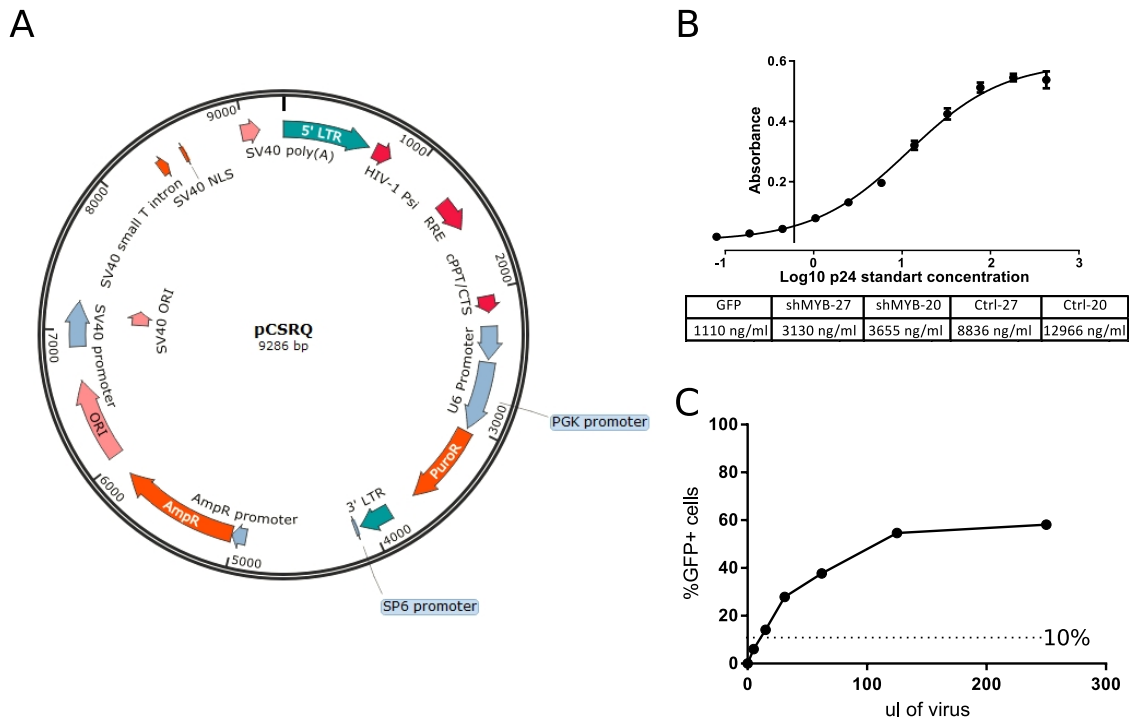 A
9000
5' LTR
1000
SV40 poly(A)
HIV-1 Psi
SV40 NLS
SV40 small T intron
8000
RRE
2000
cPPT/CTS
SV40 ORI
SV40 promoter
7000
pCSRQ
9286 bp
U6 Promoter
3000
PGK promoter
PuroR
ORI
6000
AmpR
AmpR promoter
5000
3' LTR
4000
SP6 promoter
B
0.6
0.4
0.2
Absorbance
-1 0 1 2 3
Log10 p24 standart concentration
GFP shMYB-27 shMYB-20 Ctrl-27 Ctrl-20
1110 ng/ml 3130 ng/ml 3655 ng/ml 8836 ng/ml 12966 ng/ml
C
100
80
60
40
20
0
%GFP+ cells
10%
0 100 200 300
ul of virus